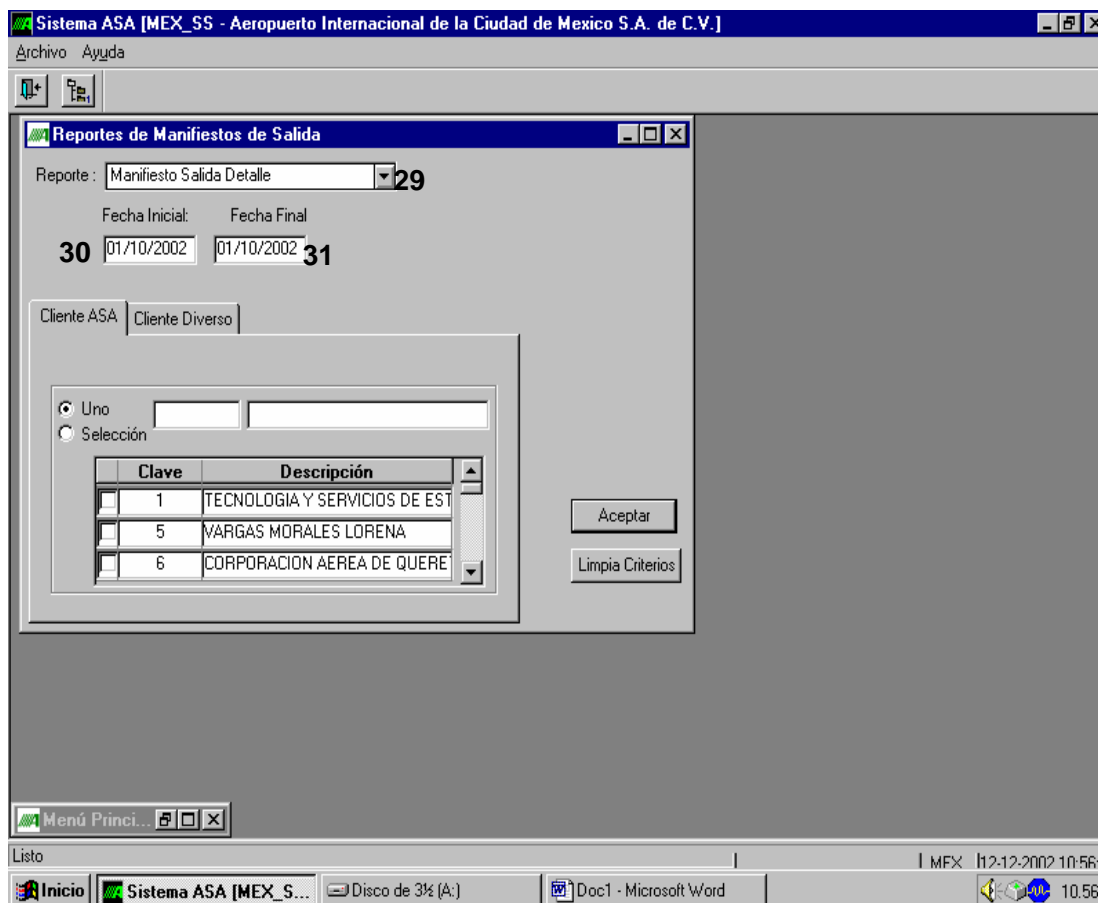 Sistema ASA [MEX_SS - Aeropuerto Internacional de la Ciudad de Mexico S.A. de C.V.]
Archivo Ayuda
Reportes de Manifiestos de Salida
Reporte : Manifiesto Salida Detalle 29
Fecha Inicial: Fecha Final
30 01/10/2002 01/10/2002 31
Cliente ASA Cliente Diverso
Uno
Selección
Clave Descripción
1 TECNOLOGIA Y SERVICIOS DE EST
5 VARGAS MORALES LORENA
6 CORPORACION AEREA DE QUERET
Aceptar
Limpia Criterios
Menú Princi...
Listo MEX 12-12-2002 10:56
Inicio Sistema ASA [MEX_S... Disco de 3½ (A:) Doc1 - Microsoft Word 10.56